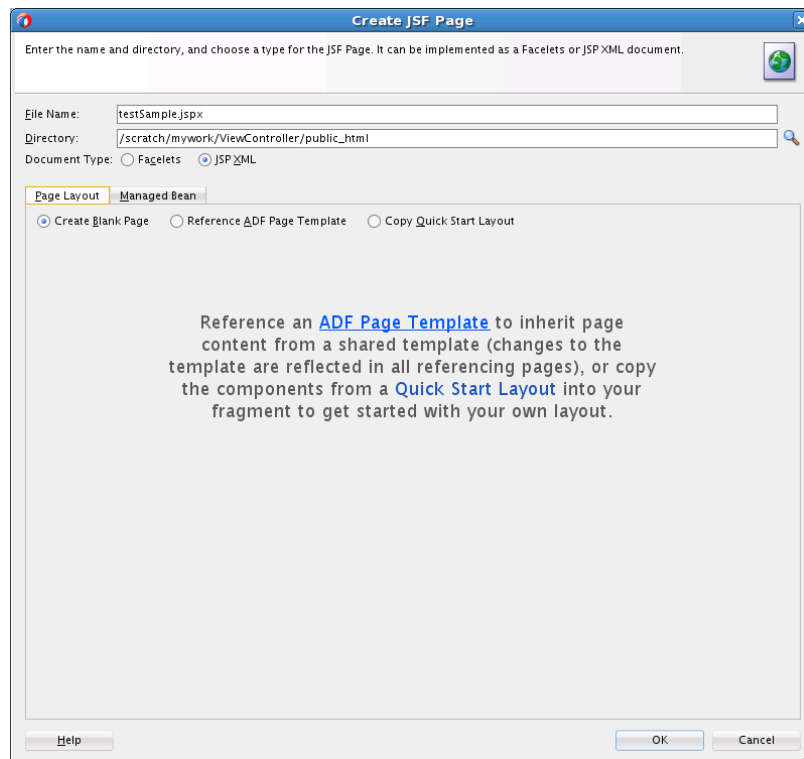 Create JSF Page
Enter the name and directory, and choose a type for the JSF Page. It can be implemented as a Facelets or JSP XML document.
File Name: testSample.jspx
Directory: /scratch/mywork/ViewController/public_html
Document Type: Facelets JSP XML
Page Layout Managed Bean
Create Blank Page Reference ADF Page Template Copy Quick Start Layout
Reference an ADF Page Template to inherit page
content from a shared template (changes to the
template are reflected in all referencing pages), or copy
the components from a Quick Start Layout into your
fragment to get started with your own layout.
Help OK Cancel